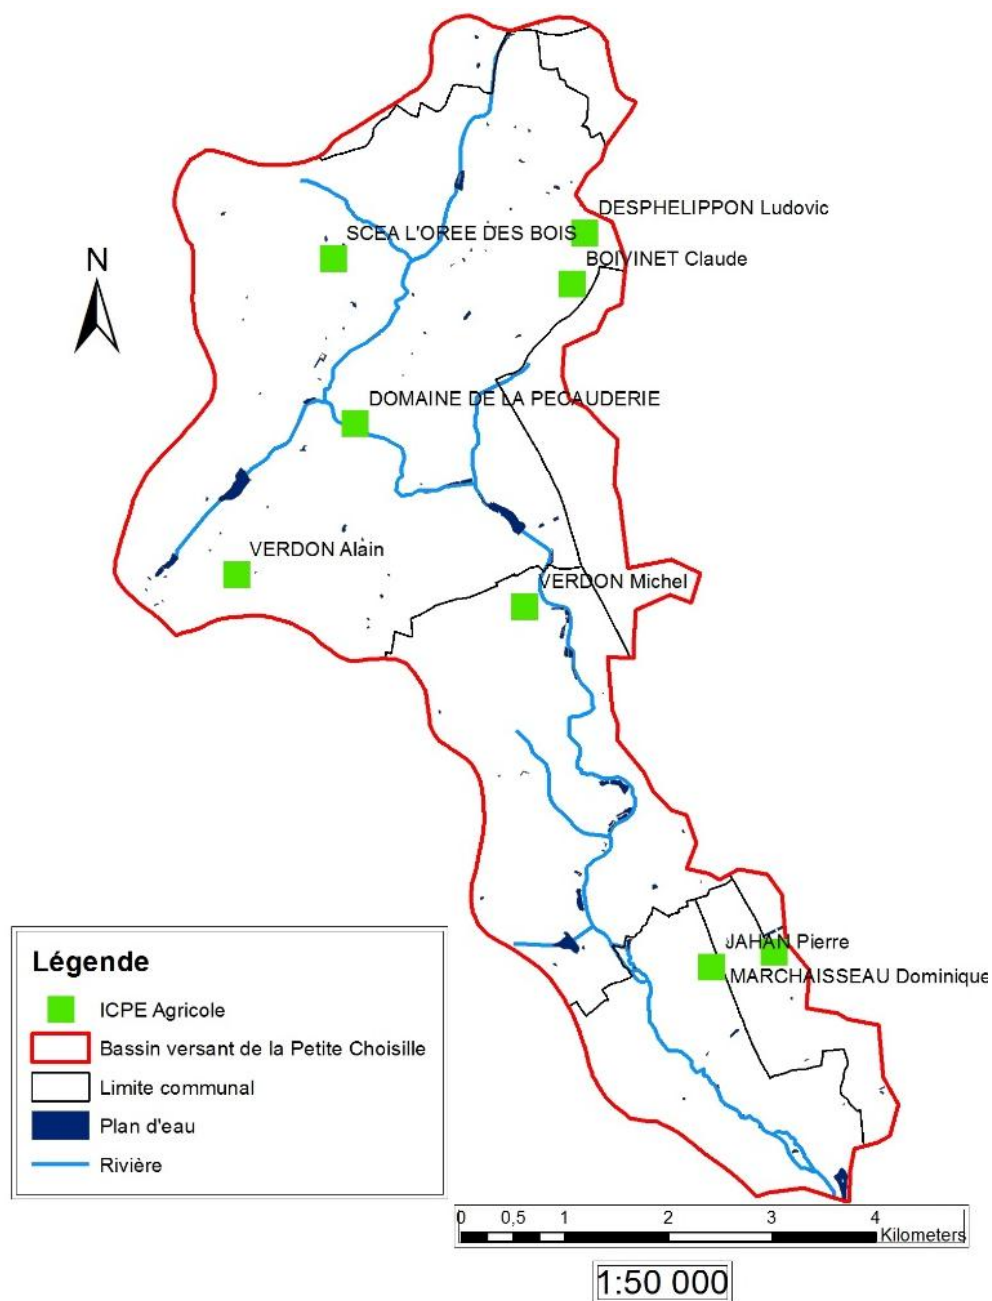 DESPHELIPPON Ludovic
SCEA L'OREE DES BOIS
BOIVINET Claude
N
DOMAINE DE LA PECAUDERIE
VERDON Alain
VERDON Michel
JAHAN Pierre
MARCHAISSEAU Dominique
Légende
ICPE Agricole
Bassin versant de la Petite Choisille
Limite communal
Plan d'eau
Rivière
0 0,5 1 2 3 4
Kilometers
1:50 000